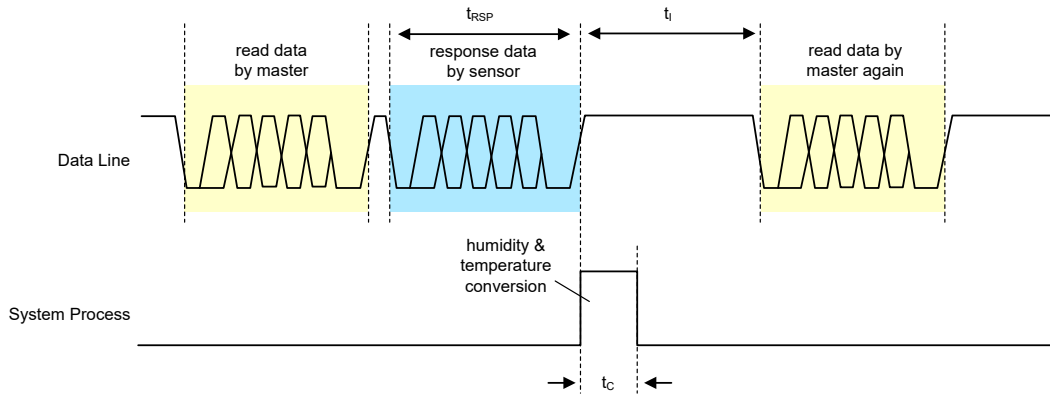 tRSP
tI
read data
by master
response data
by sensor
read data by
master again
Data Line
humidity &
temperature
conversion
System Process
tC